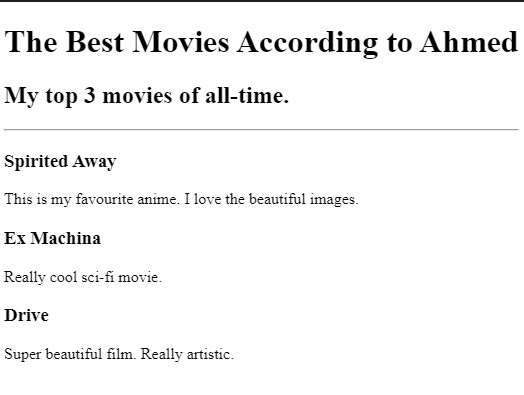 The Best Movies According to Ahmed
My top 3 movies of all-time.
Spirited Away
This is my favourite anime. I love the beautiful images.
Ex Machina
Really cool sci-fi movie.
Drive
Super beautiful film. Really artistic.